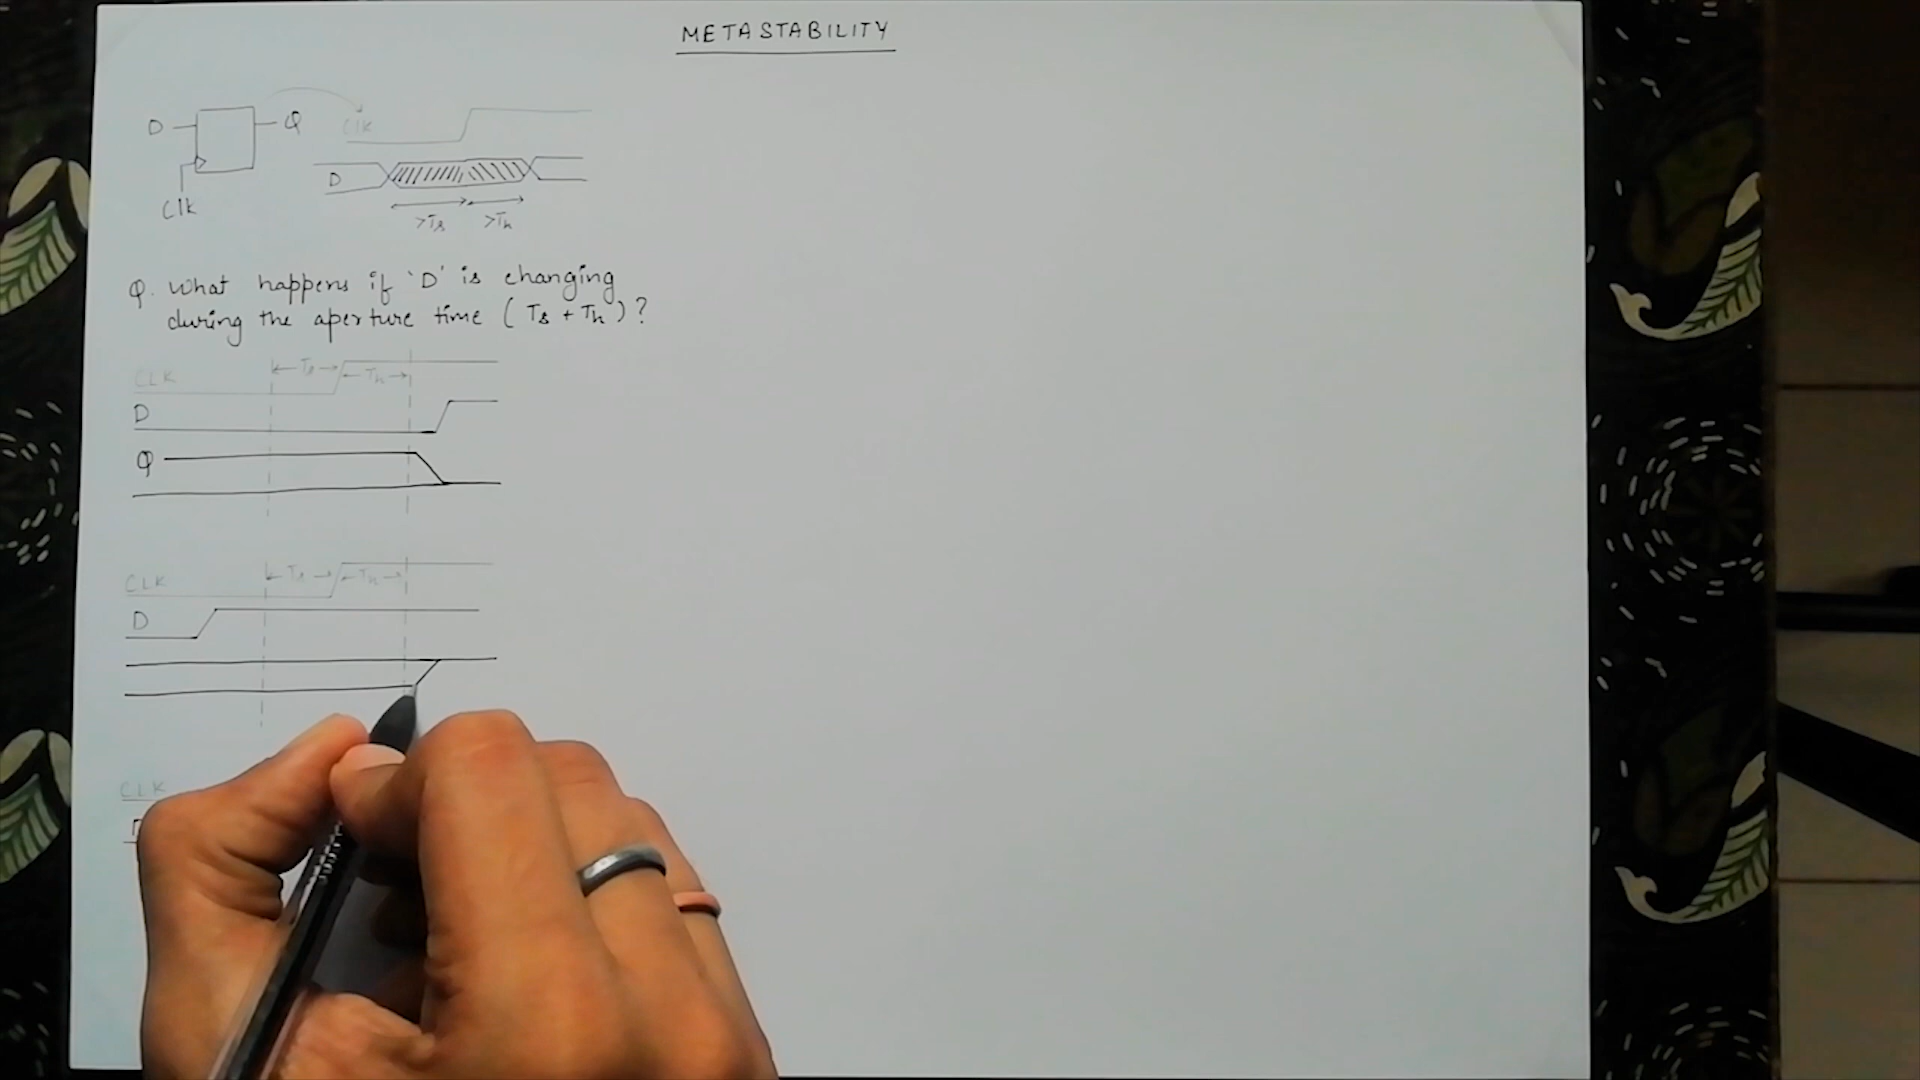 METASTABILITY
D Q Clk
Clk
D
>Ts >Th
Q. What happens if 'D' is changing
during the aperture time (Ts + Th)?
CLK Ts Th
D
Q
CLK Ts Th
D
CLK